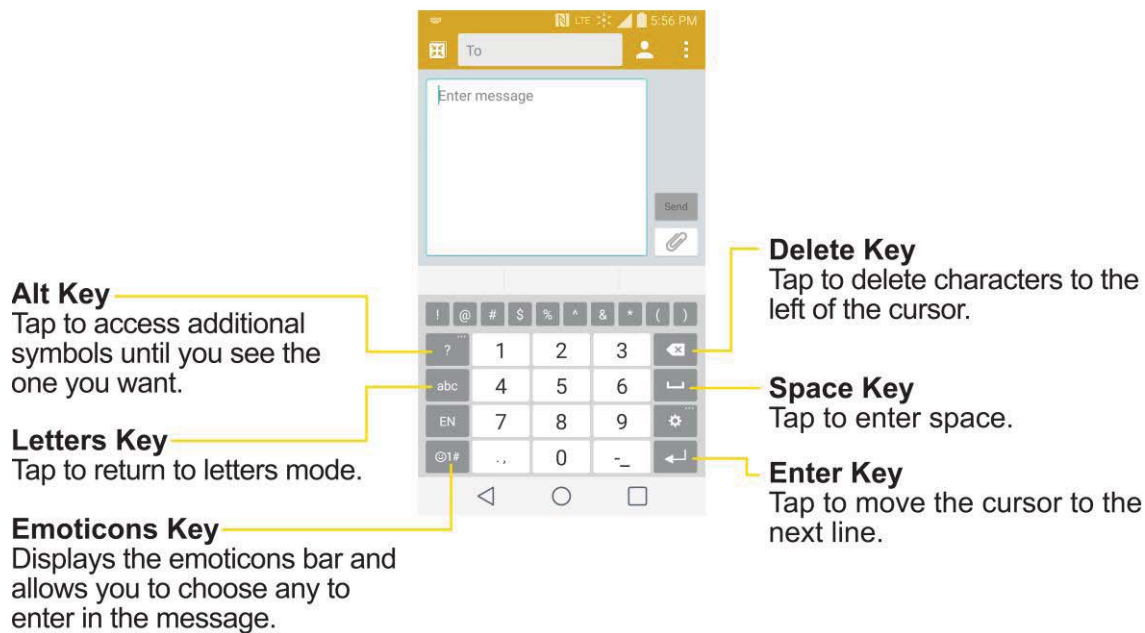 LTE 5:56 PM
To
Enter message
Send
Alt Key
Tap to access additional
symbols until you see the
one you want.
Letters Key
Tap to return to letters mode.
Emoticons Key
Displays the emoticons bar and
allows you to choose any to
enter in the message.
! @ # $ % ^ & * ( )
? 1 2 3
abc 4 5 6
EN 7 8 9
☺1# ., 0 -_
Delete Key
Tap to delete characters to the
left of the cursor.
Space Key
Tap to enter space.
Enter Key
Tap to move the cursor to the
next line.